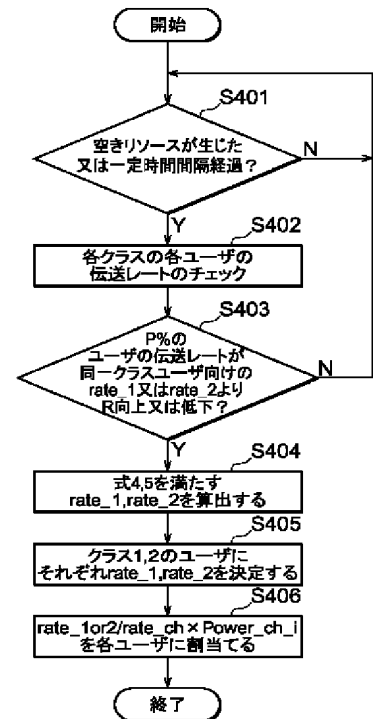 開始
S401
空きリソースが生じた
又は一定時間間隔経過？
N
Y
S402
各クラスの各ユーザの
伝送レートのチェック
S403
P%の
ユーザの伝送レートが
同一クラスユーザ向けの
rate_1又はrate_2より
R向上又は低下？
N
Y
S404
式4,5を満たす
rate_1,rate_2を算出する
S405
クラス1,2のユーザに
それぞれrate_1,rate_2を決定する
S406
rate_1or2/rate_ch×Power_ch_i
を各ユーザに割当てる
終了